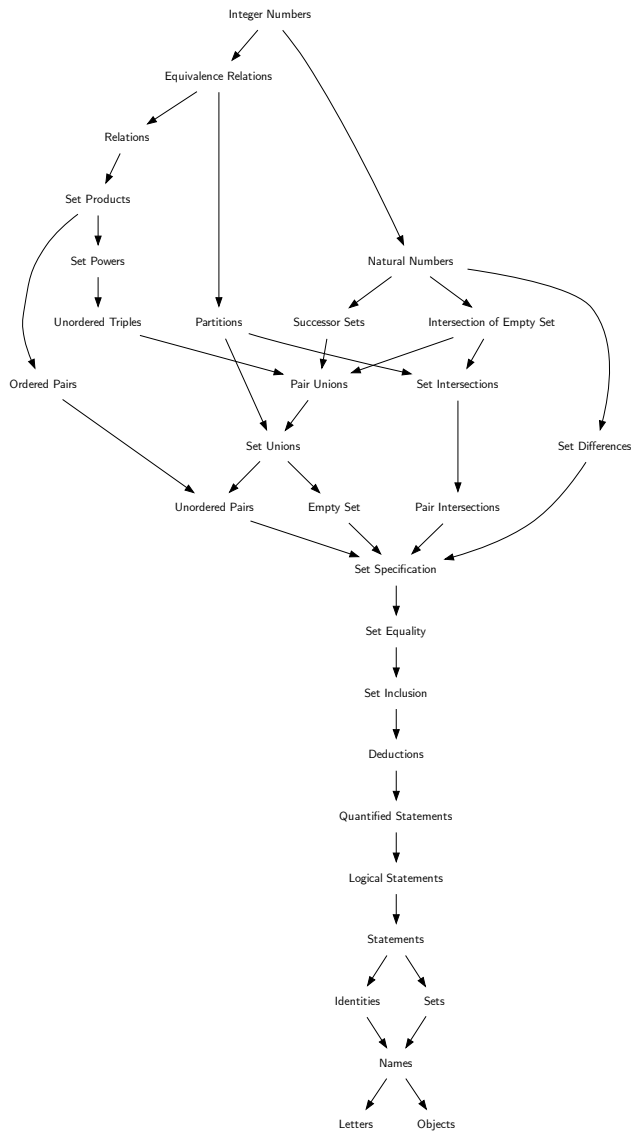 Integer Numbers
Equivalence Relations
Relations
Set Products
Set Powers
Natural Numbers
Unordered Triples
Partitions
Successor Sets
Intersection of Empty Set
Ordered Pairs
Pair Unions
Set Intersections
Set Unions
Set Differences
Unordered Pairs
Empty Set
Pair Intersections
Set Specification
Set Equality
Set Inclusion
Deductions
Quantified Statements
Logical Statements
Statements
Identities
Sets
Names
Letters
Objects